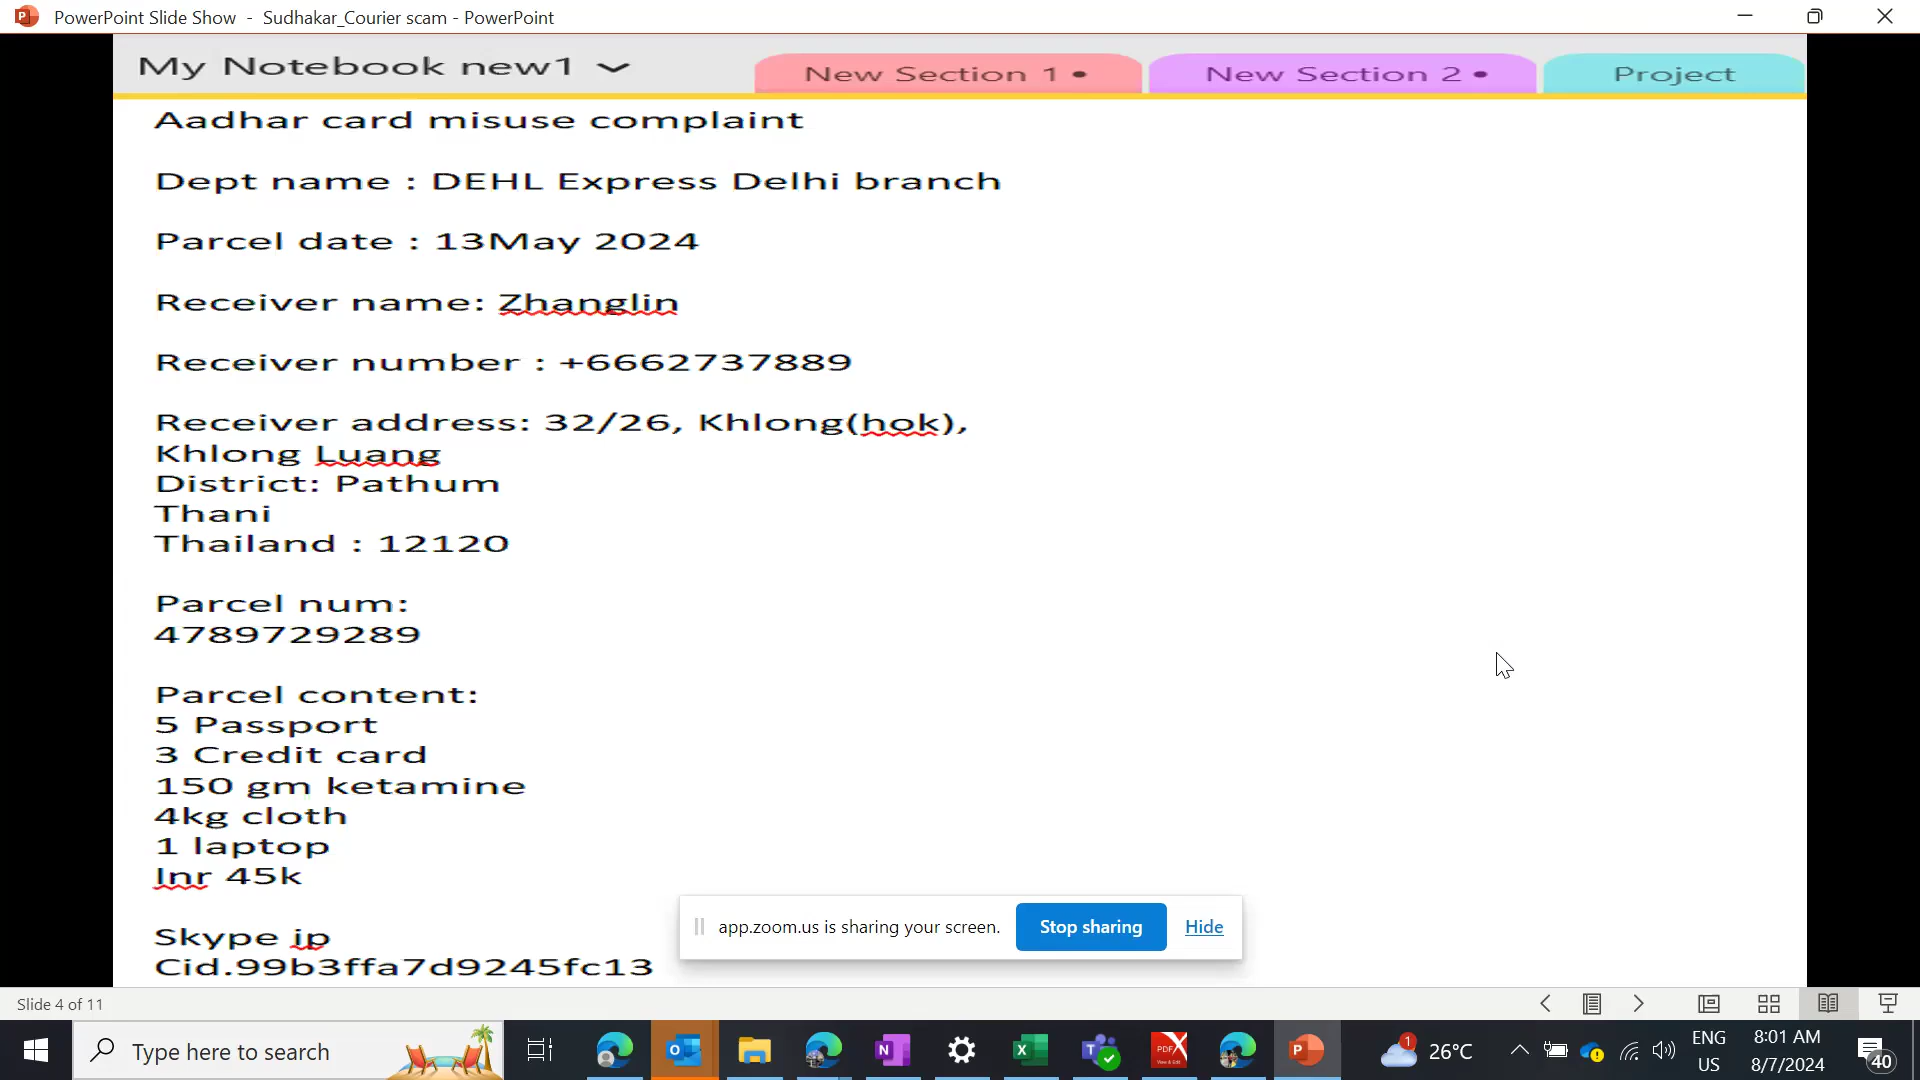 PowerPoint Slide Show - Sudhakar_Courier scam - PowerPoint
My Notebook new1
New Section 1
New Section 2
Project
Aadhar card misuse complaint
Dept name : DEHL Express Delhi branch
Parcel date : 13May 2024
Receiver name: Zhanglin
Receiver number : +6662737889
Receiver address: 32/26, Khlong(hok),
Khlong Luang
District: Pathum
Thani
Thailand : 12120
Parcel num:
4789729289
Parcel content:
5 Passport
3 Credit card
150 gm ketamine
4kg cloth
1 laptop
Inr 45k
Skype ip
Cid.99b3ffa7d9245fc13
app.zoom.us is sharing your screen.
Stop sharing
Hide
Slide 4 of 11
Type here to search
1
26°C
ENG
US
8:01 AM
8/7/2024
40